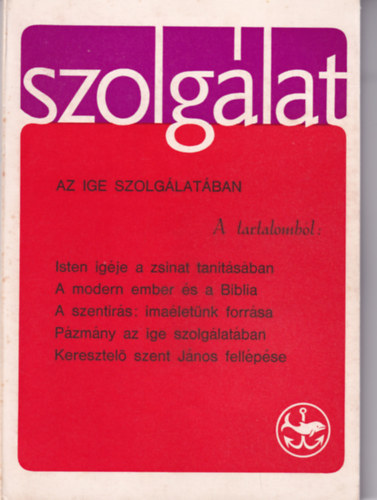 szolgálat
AZ IGE SZOLGÁLATÁBAN
A tartalomból:
Isten igéje a zsinat tanításában
A modern ember és a Biblia
A szentírás: imaéletünk forrása
Pázmány az ige szolgálatában
Keresztelő szent János fellépése